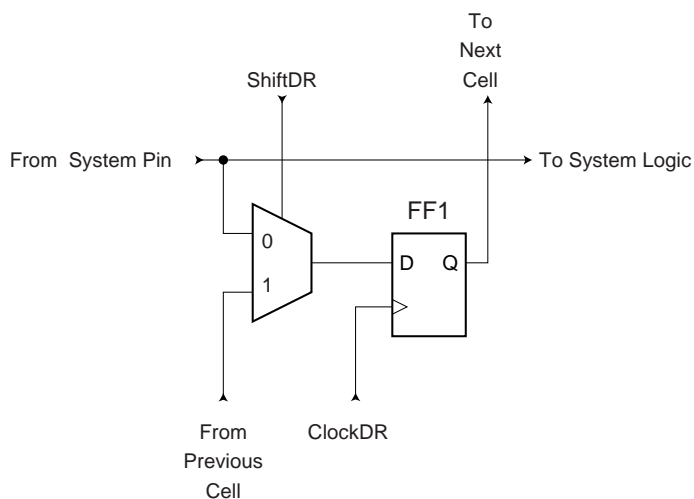 To
Next
Cell
ShiftDR
From System Pin
To System Logic
FF1
0
D Q
1
From
Previous
Cell
ClockDR